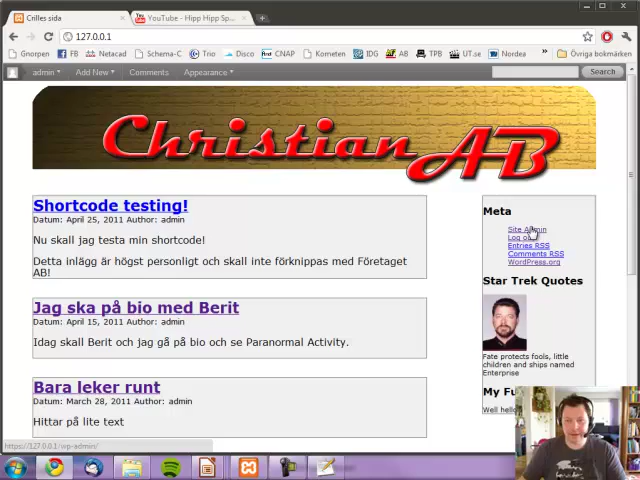 Crilles sida
YouTube - Hipp Hipp Sp...
127.0.0.1
Gnorpen
FB
Netacad
Schema-C
Trio
Disco
CNAP
Kometen
IDG
AB
TPB
UT.se
Nordea
»
Övriga bokmärken
admin
Add New
Comments
Appearance
Search
Christian AB
Shortcode testing!
Datum: April 25, 2011 Author: admin
Nu skall jag testa min shortcode!
Detta inlägg är högst personligt och skall inte förknippas med Företaget
AB!
Jag ska på bio med Berit
Datum: April 15, 2011 Author: admin
Idag skall Berit och jag gå på bio och se Paranormal Activity.
Bara leker runt
Datum: March 28, 2011 Author: admin
Hittar på lite text
Meta
Site Admin
Log out
Entries RSS
Comments RSS
WordPress.org
Star Trek Quotes
Fate protects fools, little
children and ships named
Enterprise
My Fu
Well hello
https://127.0.0.1/wp-admin/